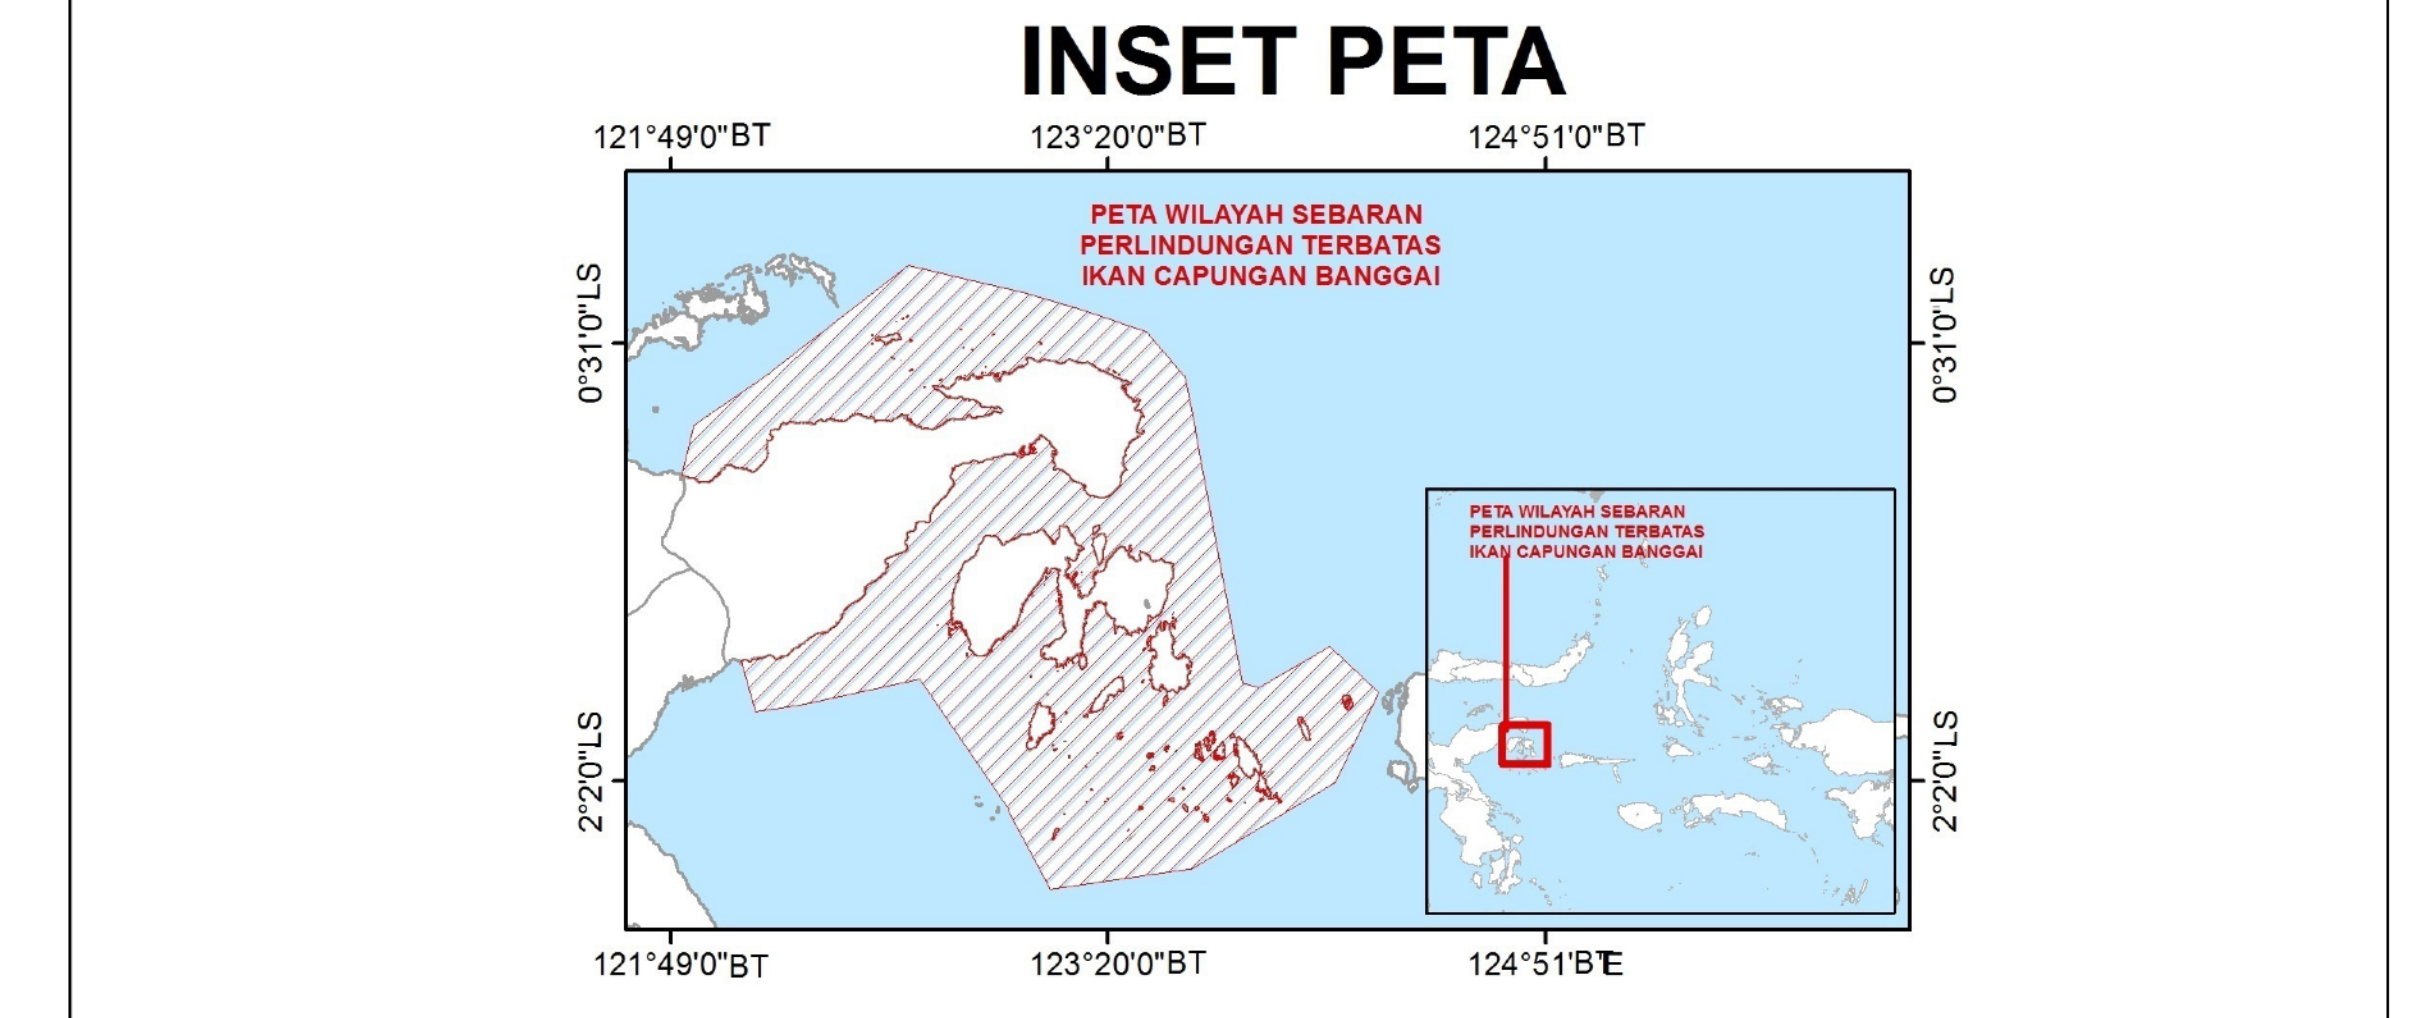 INSET PETA
121°49'0"BT
123°20'0"BT
124°51'0"BT
PETA WILAYAH SEBARAN
PERLINDUNGAN TERBATAS
IKAN CAPUNGAN BANGGAI
0°31'0"LS
0°31'0"LS
PETA WILAYAH SEBARAN
PERLINDUNGAN TERBATAS
IKAN CAPUNGAN BANGGAI
2°2'0"LS
2°2'0"LS
121°49'0"BT
123°20'0"BT
124°51'BTE